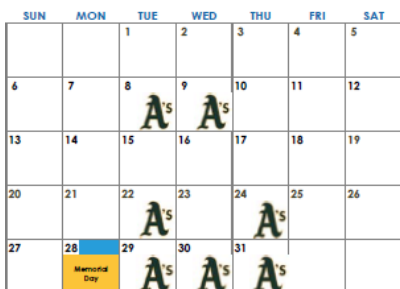 SUN MON TUE WED THU FRI SAT
1 2 3 4 5
6 7 8 9 10 11 12
A's A's
13 14 15 16 17 18 19
20 21 22 23 24 25 26
A's A's
27 28 29 30 31
Memorial
Day
A's A's A's